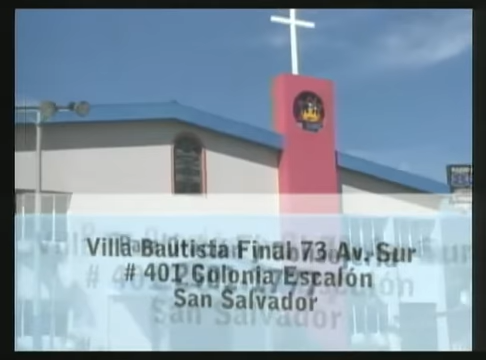 Villa Bautista Final 73 Av. Sur
# 401 Colonia Escalón
San Salvador